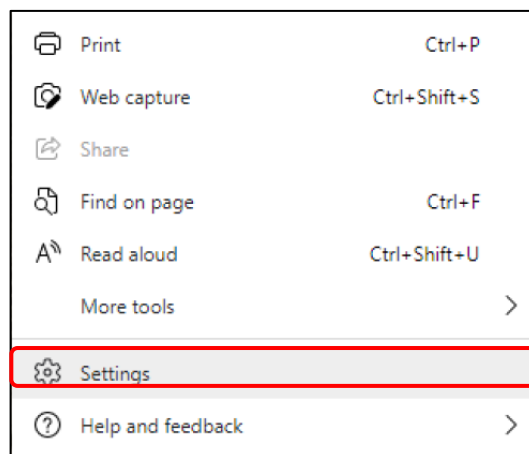 Print Ctrl+P
Web capture Ctrl+Shift+S
Share
Find on page Ctrl+F
Read aloud Ctrl+Shift+U
More tools
Settings
Help and feedback